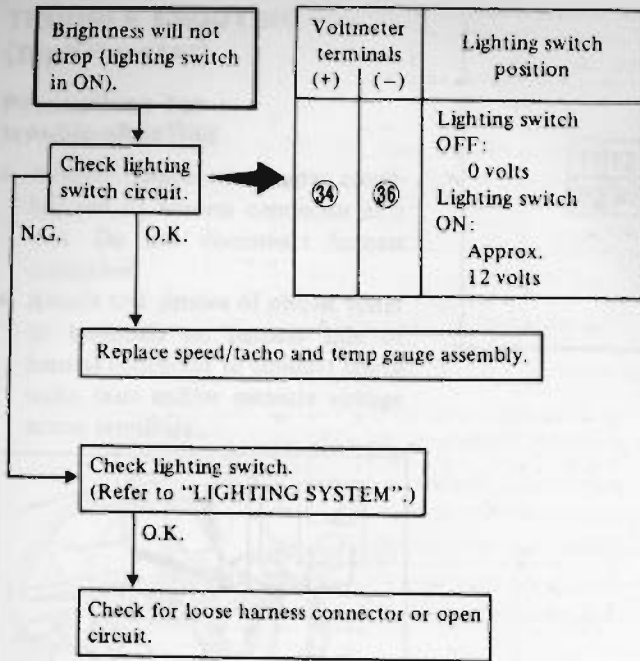 Brightness will not
drop (lighting switch
in ON).
Voltmeter
terminals
(+) (−)
Lighting switch
position
34 36
Lighting switch
OFF:
0 volts
Lighting switch
ON:
Approx.
12 volts
Check lighting
switch circuit.
N.G. O.K.
Replace speed/tacho and temp gauge assembly.
Check lighting switch.
(Refer to “LIGHTING SYSTEM”.)
O.K.
Check for loose harness connector or open
circuit.